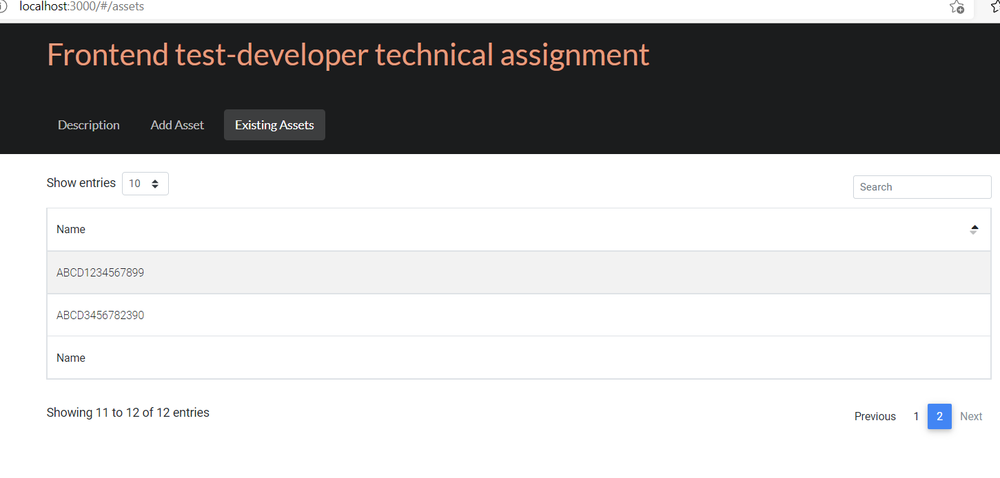 localhost:3000/#/assets
Frontend test-developer technical assignment
Description Add Asset Existing Assets
Show entries 10 Search
Name
ABCD1234567899
ABCD3456782390
Name
Showing 11 to 12 of 12 entries Previous 1 2 Next